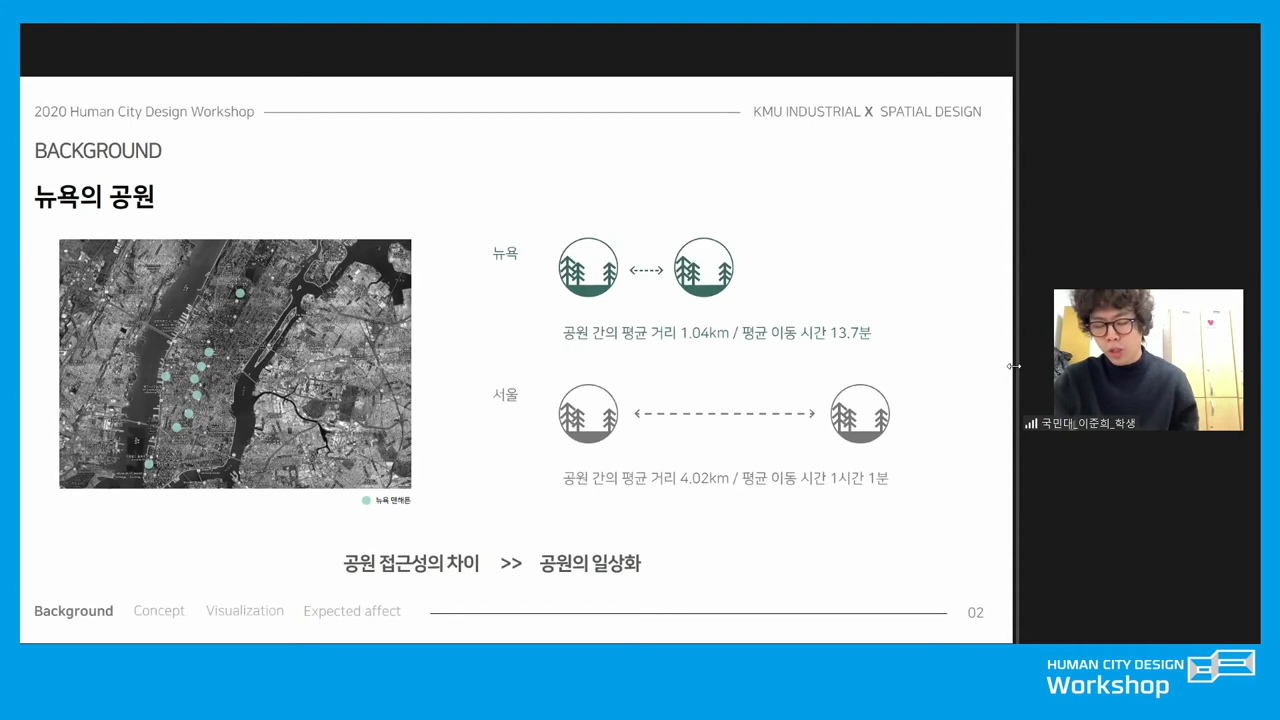 2020 Human City Design Workshop
KMU INDUSTRIAL X SPATIAL DESIGN
BACKGROUND
뉴욕의 공원
뉴욕
공원 간의 평균 거리 1.04km / 평균 이동 시간 13.7분
서울
공원 간의 평균 거리 4.02km / 평균 이동 시간 1시간 1분
뉴욕 맨해튼
공원 접근성의 차이 >> 공원의 일상화
Background Concept Visualization Expected affect
02
국민대_이준희_학생
HUMAN CITY DESIGN
Workshop